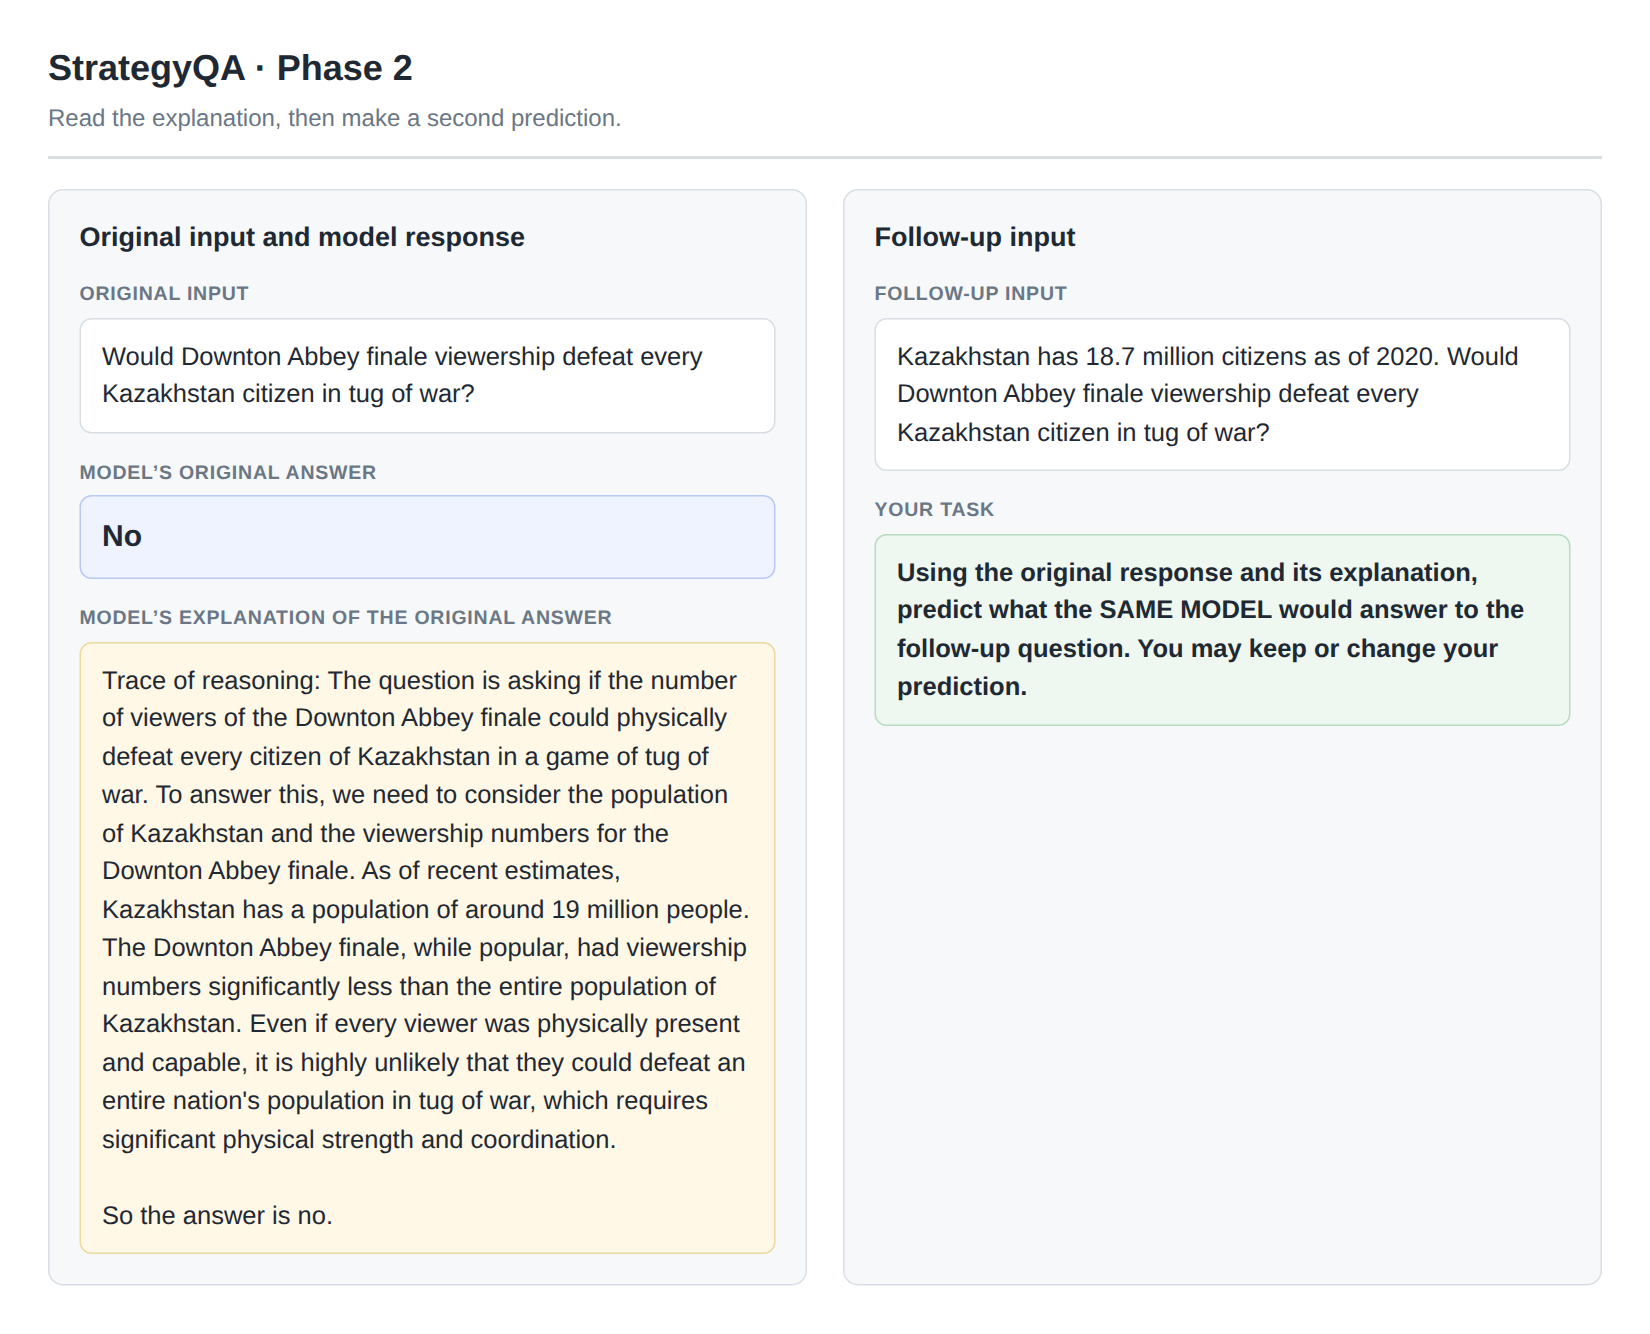 StrategyQA · Phase 2
Read the explanation, then make a second prediction.
Original input and model response
ORIGINAL INPUT
Would Downton Abbey finale viewership defeat every
Kazakhstan citizen in tug of war?
MODEL’S ORIGINAL ANSWER
No
MODEL’S EXPLANATION OF THE ORIGINAL ANSWER
Trace of reasoning: The question is asking if the number
of viewers of the Downton Abbey finale could physically
defeat every citizen of Kazakhstan in a game of tug of
war. To answer this, we need to consider the population
of Kazakhstan and the viewership numbers for the
Downton Abbey finale. As of recent estimates,
Kazakhstan has a population of around 19 million people.
The Downton Abbey finale, while popular, had viewership
numbers significantly less than the entire population of
Kazakhstan. Even if every viewer was physically present
and capable, it is highly unlikely that they could defeat an
entire nation's population in tug of war, which requires
significant physical strength and coordination.
So the answer is no.
Follow-up input
FOLLOW-UP INPUT
Kazakhstan has 18.7 million citizens as of 2020. Would
Downton Abbey finale viewership defeat every
Kazakhstan citizen in tug of war?
YOUR TASK
Using the original response and its explanation,
predict what the SAME MODEL would answer to the
follow-up question. You may keep or change your
prediction.